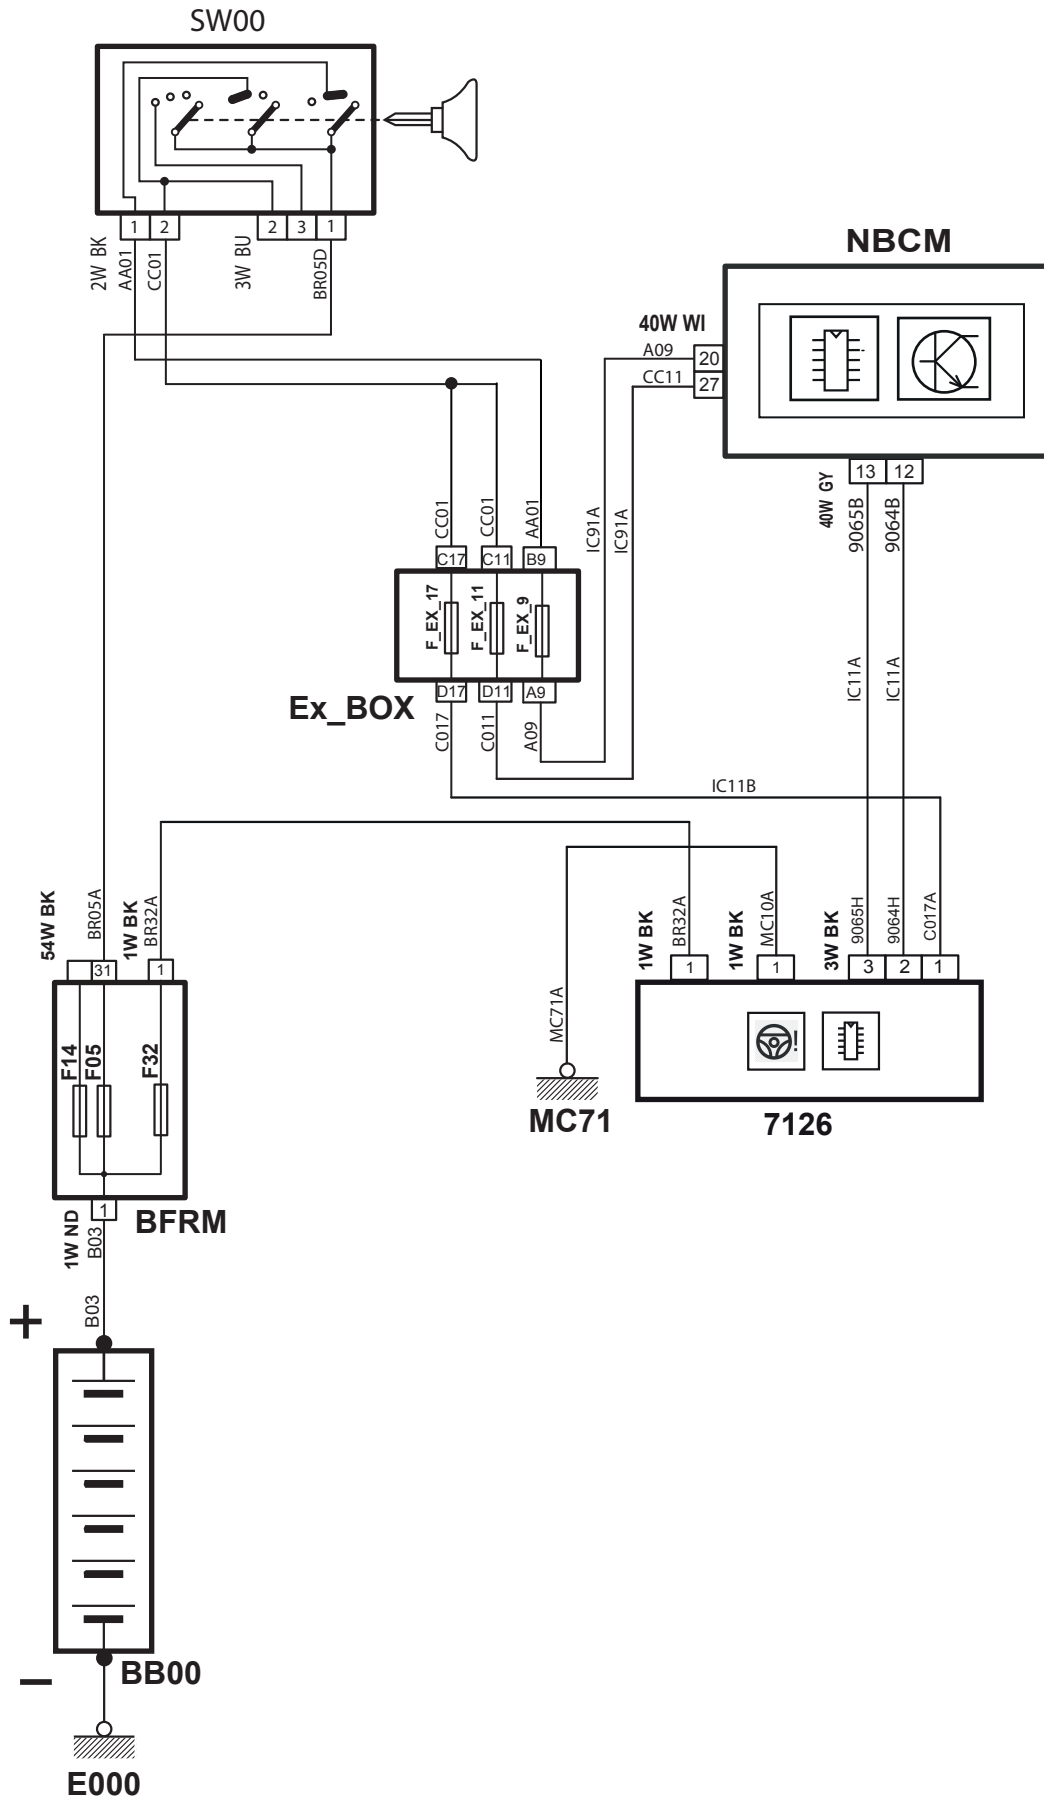 SW00
1 2 2 3 1
2W BK
AA01
CC01
3W BU
BR05D
NBCM
40W WI
A09 20
CC11 27
13 12
40W GY
9065B
9064B
IC91A
IC91A
CC01
CC01
AA01
C17 C11 B9
F_EX_17
F_EX_11
F_EX_9
D17 D11 A9
Ex_BOX
C017
C011
A09
IC11A
IC11A
IC11B
54W BK
BR05A
1W BK
BR32A
31 1
F14
F05
F32
1
BFRM
1W ND
B03
B03
1W BK
BR32A
1W BK
MC10A
3W BK
9065H
9064H
C017A
1 1 3 2 1
!
MC71A
MC71
7126
+
−
BB00
E000